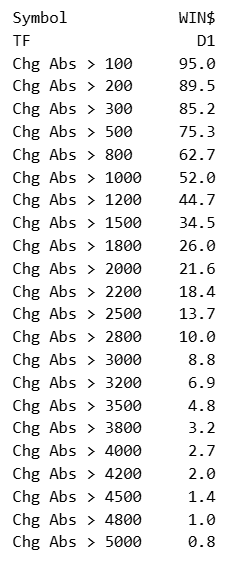 Symbol WIN$
TF D1
Chg Abs > 100 95.0
Chg Abs > 200 89.5
Chg Abs > 300 85.2
Chg Abs > 500 75.3
Chg Abs > 800 62.7
Chg Abs > 1000 52.0
Chg Abs > 1200 44.7
Chg Abs > 1500 34.5
Chg Abs > 1800 26.0
Chg Abs > 2000 21.6
Chg Abs > 2200 18.4
Chg Abs > 2500 13.7
Chg Abs > 2800 10.0
Chg Abs > 3000 8.8
Chg Abs > 3200 6.9
Chg Abs > 3500 4.8
Chg Abs > 3800 3.2
Chg Abs > 4000 2.7
Chg Abs > 4200 2.0
Chg Abs > 4500 1.4
Chg Abs > 4800 1.0
Chg Abs > 5000 0.8